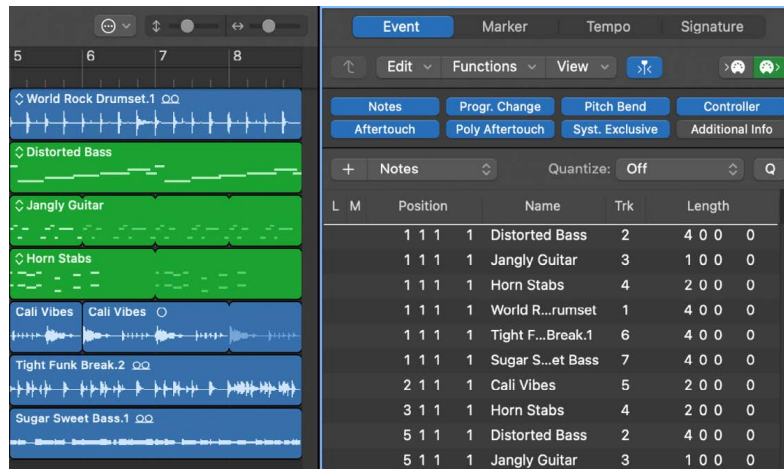 5 6 7 8
World Rock Drumset.1
Distorted Bass
Jangly Guitar
Horn Stabs
Cali Vibes Cali Vibes
Tight Funk Break.2
Sugar Sweet Bass.1
Event Marker Tempo Signature
Edit Functions View
Notes Progr. Change Pitch Bend Controller
Aftertouch Poly Aftertouch Syst. Exclusive Additional Info
+ Notes Quantize: Off Q
L M Position Name Trk Length
1 1 1 1 Distorted Bass 2 4 0 0 0
1 1 1 1 Jangly Guitar 3 1 0 0 0
1 1 1 1 Horn Stabs 4 2 0 0 0
1 1 1 1 World R...rumset 1 4 0 0 0
1 1 1 1 Tight F...Break.1 6 4 0 0 0
1 1 1 1 Sugar S...et Bass 7 4 0 0 0
2 1 1 1 Cali Vibes 5 2 0 0 0
3 1 1 1 Horn Stabs 4 2 0 0 0
5 1 1 1 Distorted Bass 2 4 0 0 0
5 1 1 1 Jangly Guitar 3 1 0 0 0